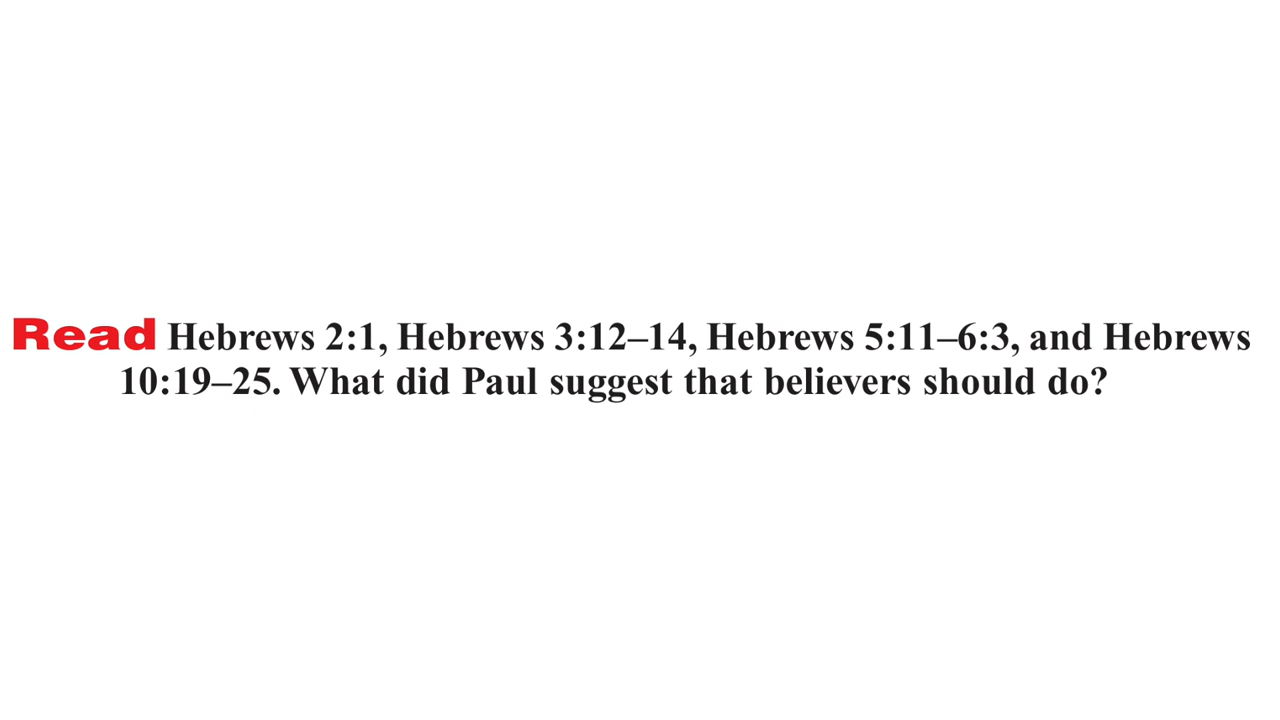 Read Hebrews 2:1, Hebrews 3:12–14, Hebrews 5:11–6:3, and Hebrews
10:19–25. What did Paul suggest that believers should do?